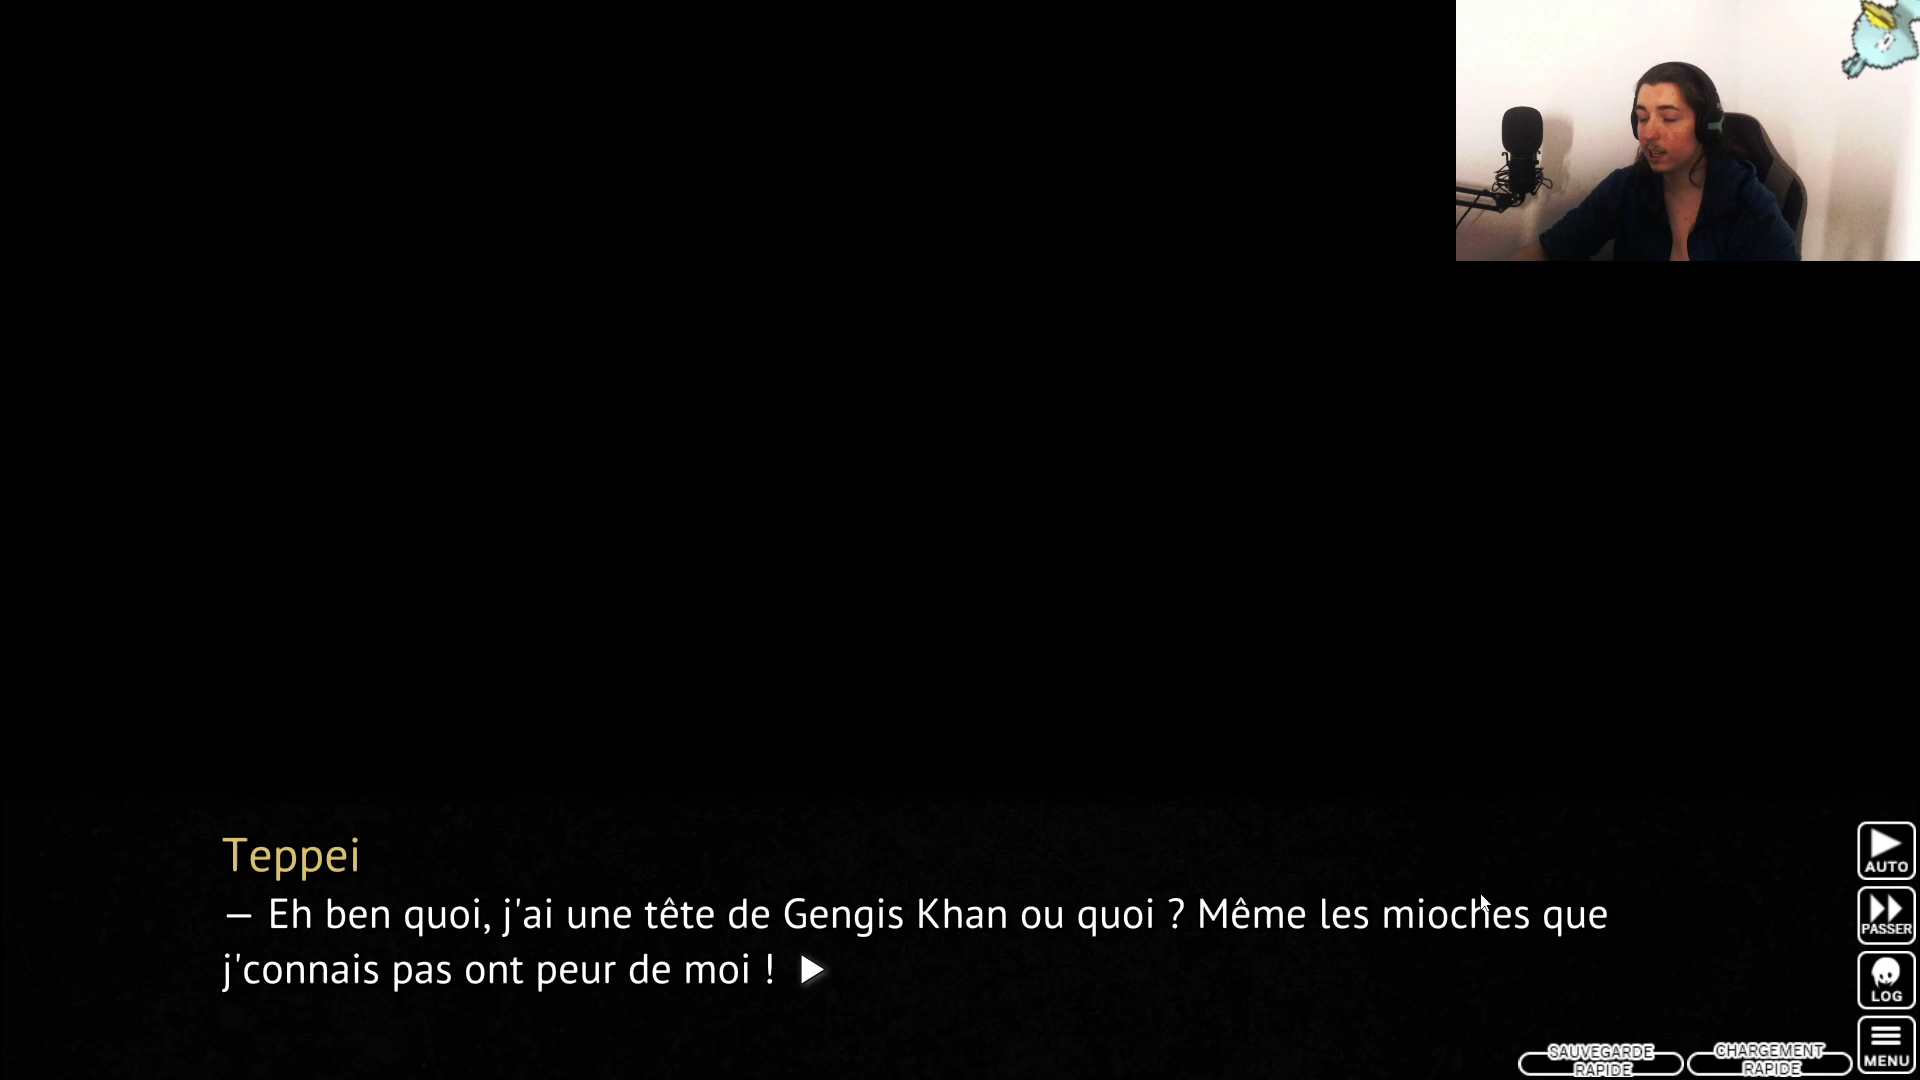 Teppei
— Eh ben quoi, j'ai une tête de Gengis Khan ou quoi ? Même les mioches que
j'connais pas ont peur de moi !
AUTO
PASSER
LOG
MENU
SAUVEGARDE
RAPIDE
CHARGEMENT
RAPIDE